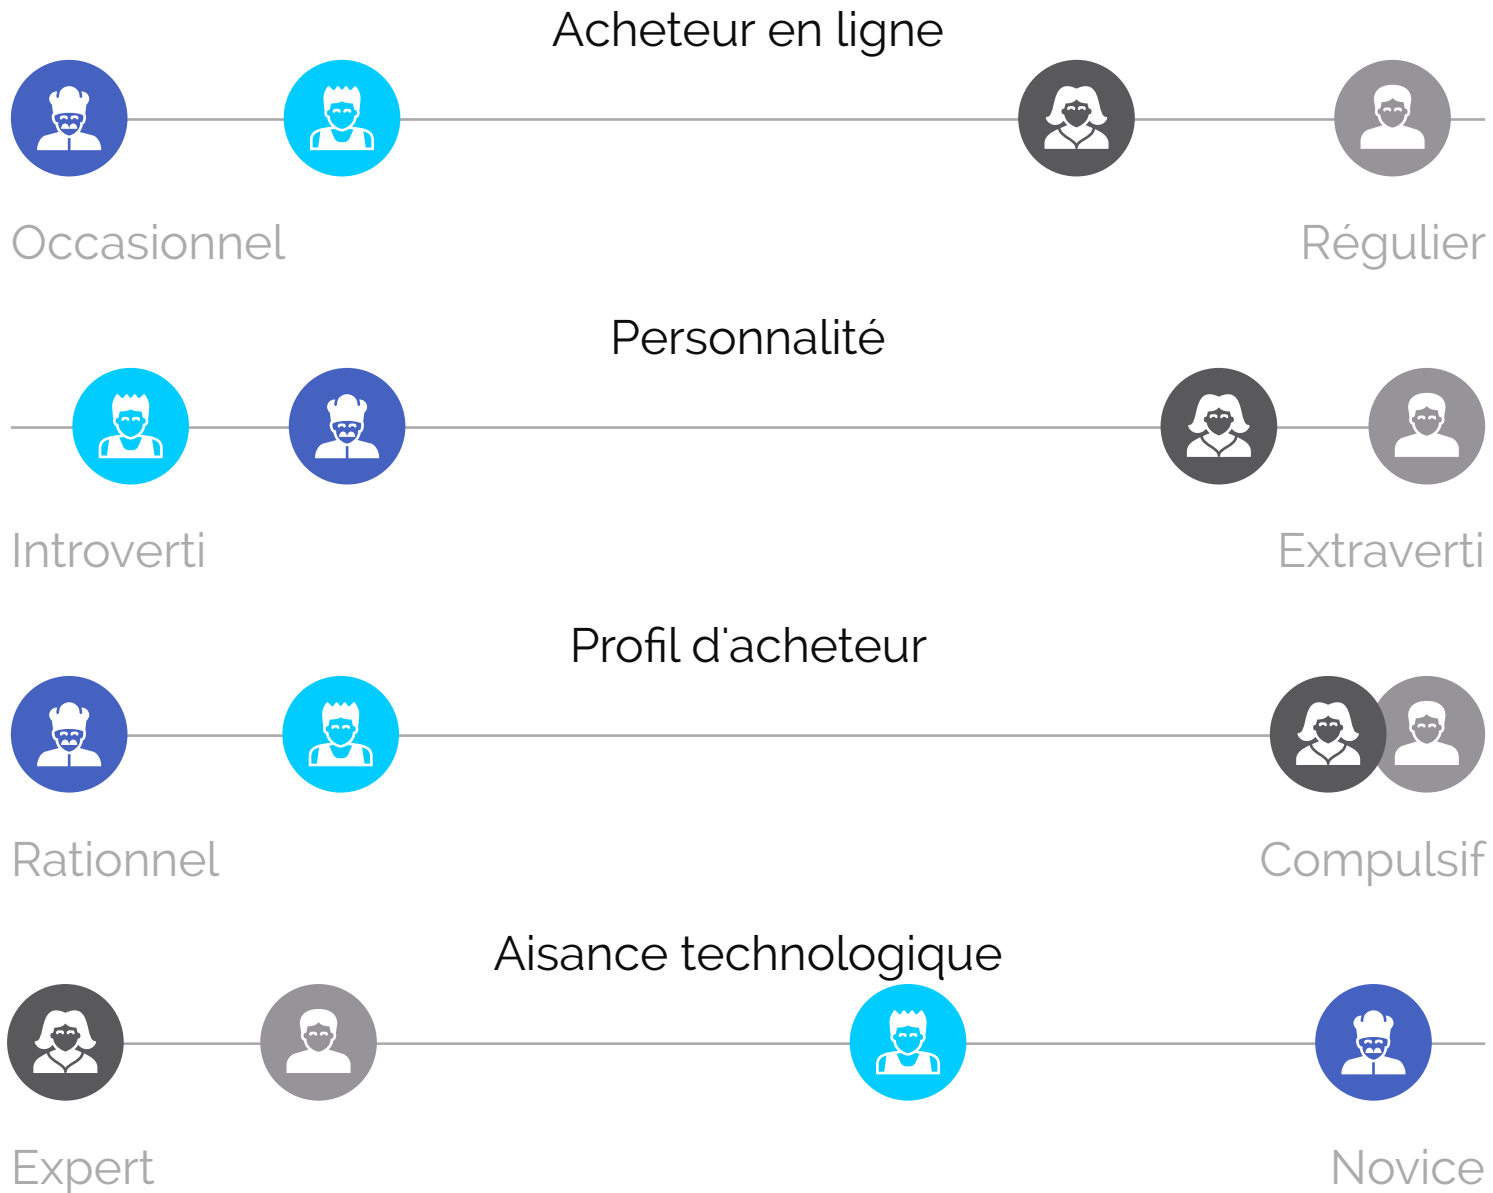 Acheteur en ligne
Occasionnel
Régulier
Personnalité
Introverti
Extraverti
Profil d'acheteur
Rationnel
Compulsif
Aisance technologique
Expert
Novice